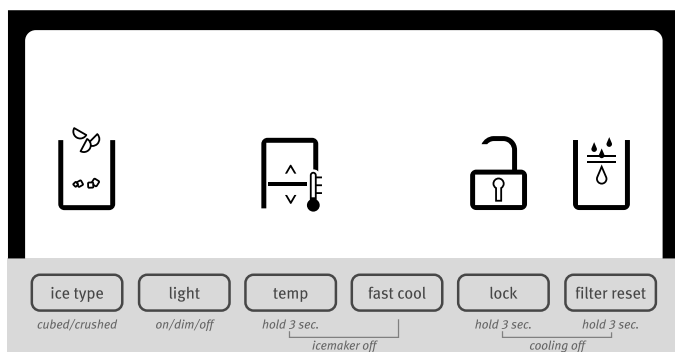 ice type light temp fast cool lock filter reset
cubed/crushed on/dim/off hold 3 sec. hold 3 sec. hold 3 sec.
icemaker off cooling off